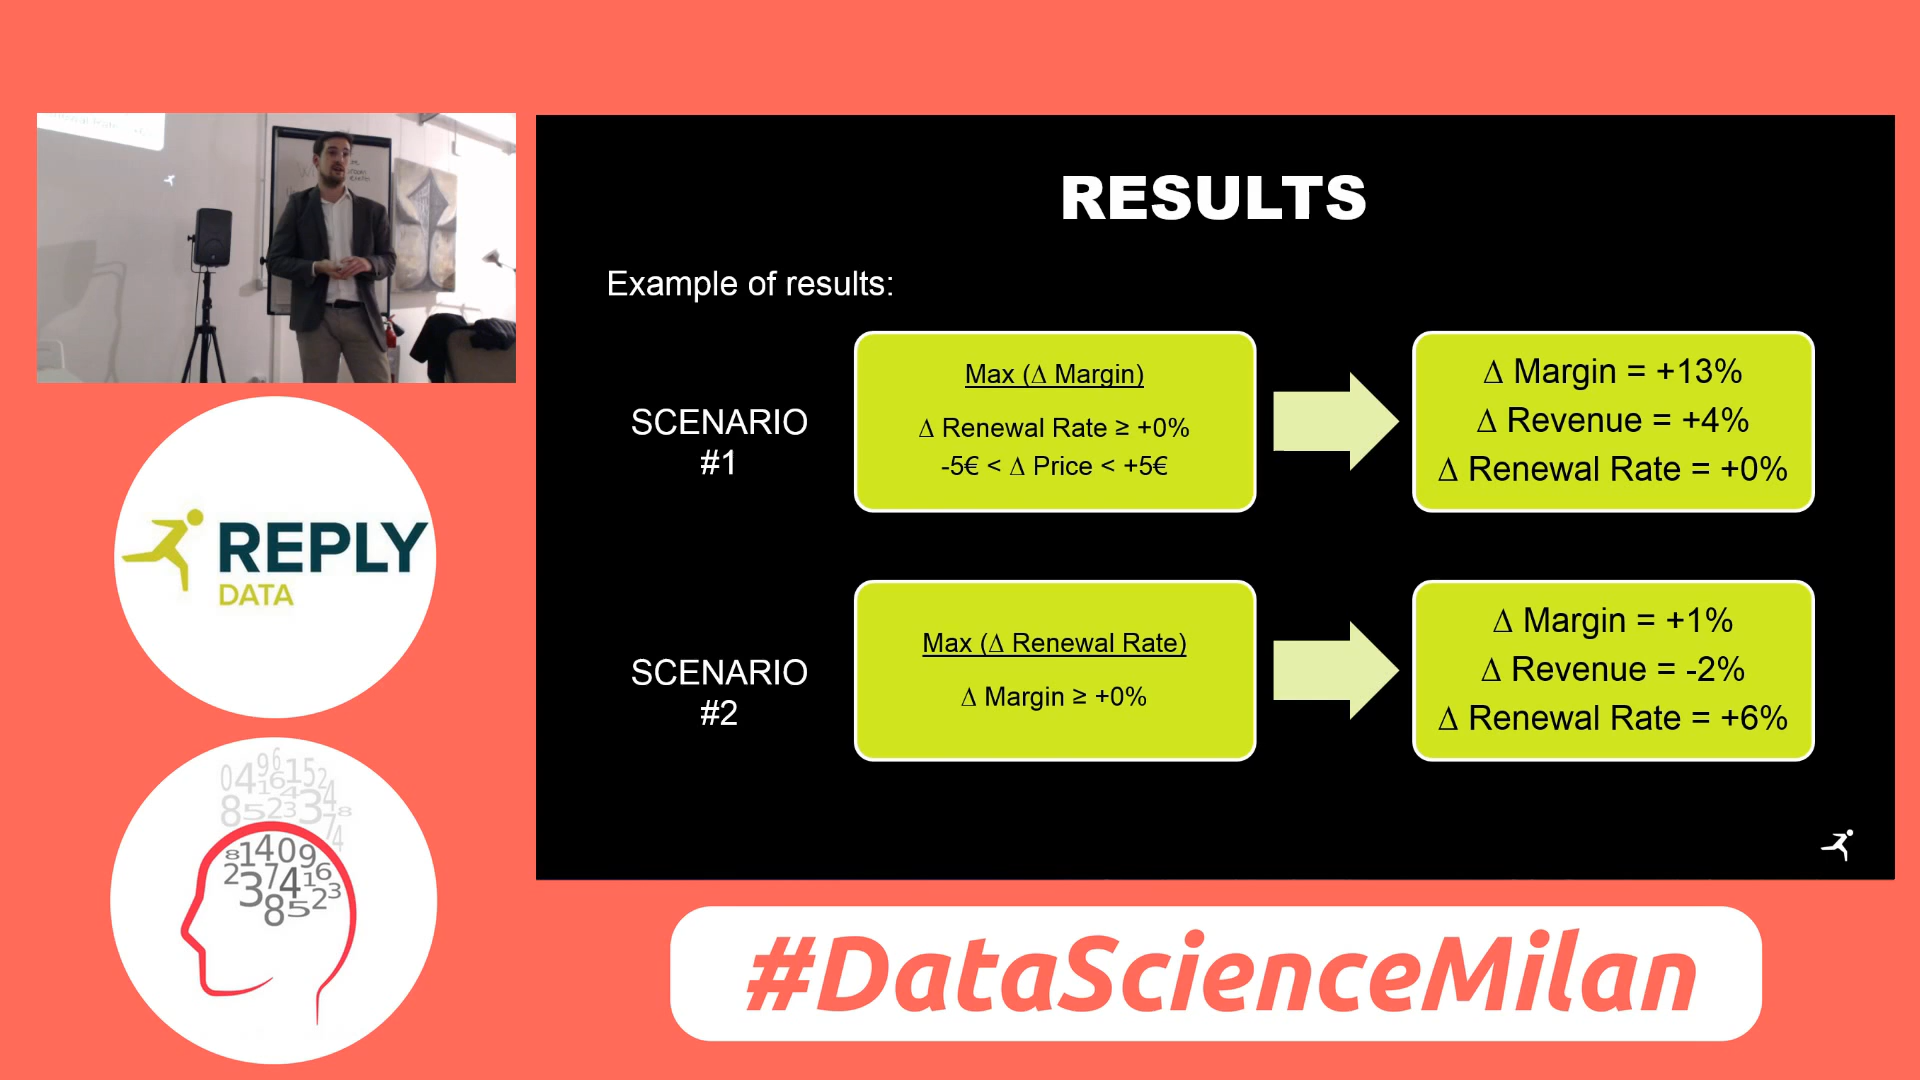 RESULTS
Example of results:
SCENARIO
#1
Max (Δ Margin)
Δ Renewal Rate ≥ +0%
-5€ < Δ Price < +5€
Δ Margin = +13%
Δ Revenue = +4%
Δ Renewal Rate = +0%
SCENARIO
#2
Max (Δ Renewal Rate)
Δ Margin ≥ +0%
Δ Margin = +1%
Δ Revenue = -2%
Δ Renewal Rate = +6%
REPLY
DATA
#DataScienceMilan